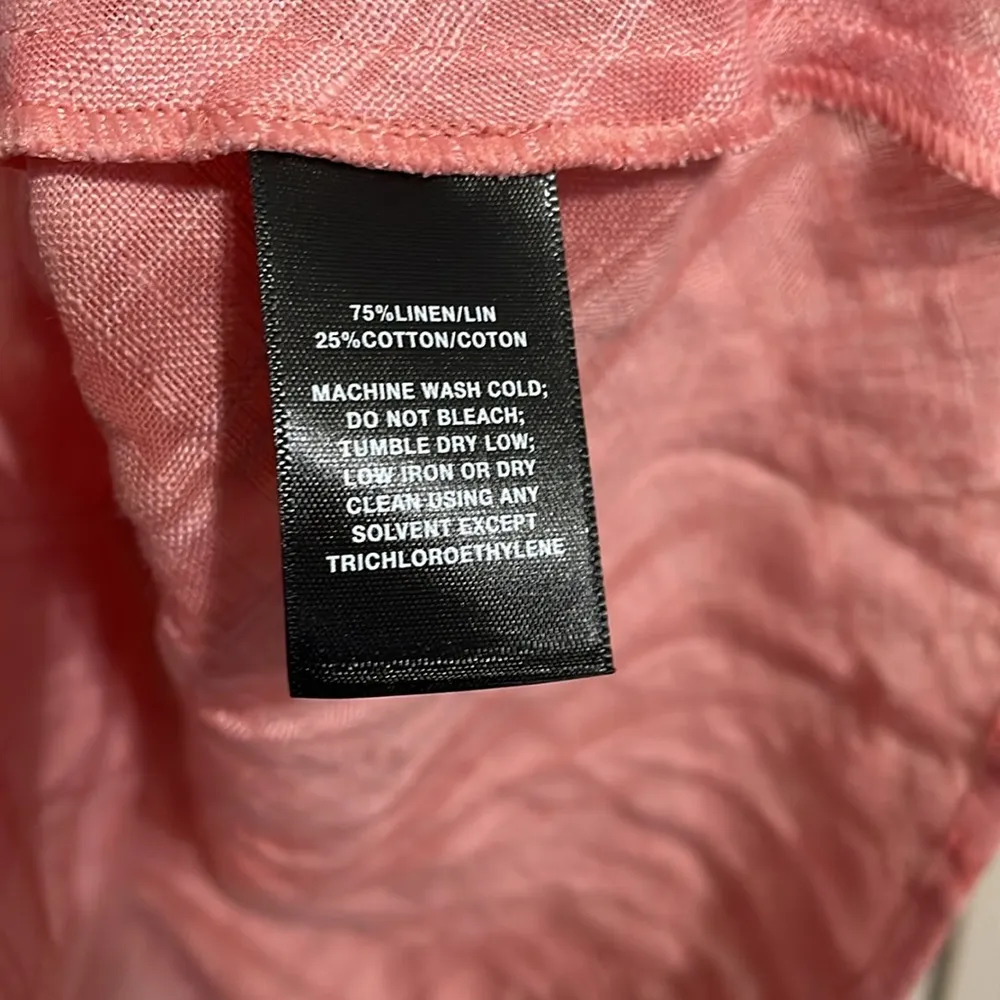 75%LINEN/LIN
25%COTTON/COTON
MACHINE WASH COLD;
DO NOT BLEACH;
TUMBLE DRY LOW;
LOW IRON OR DRY
CLEAN USING ANY
SOLVENT EXCEPT
TRICHLOROETHYLENE